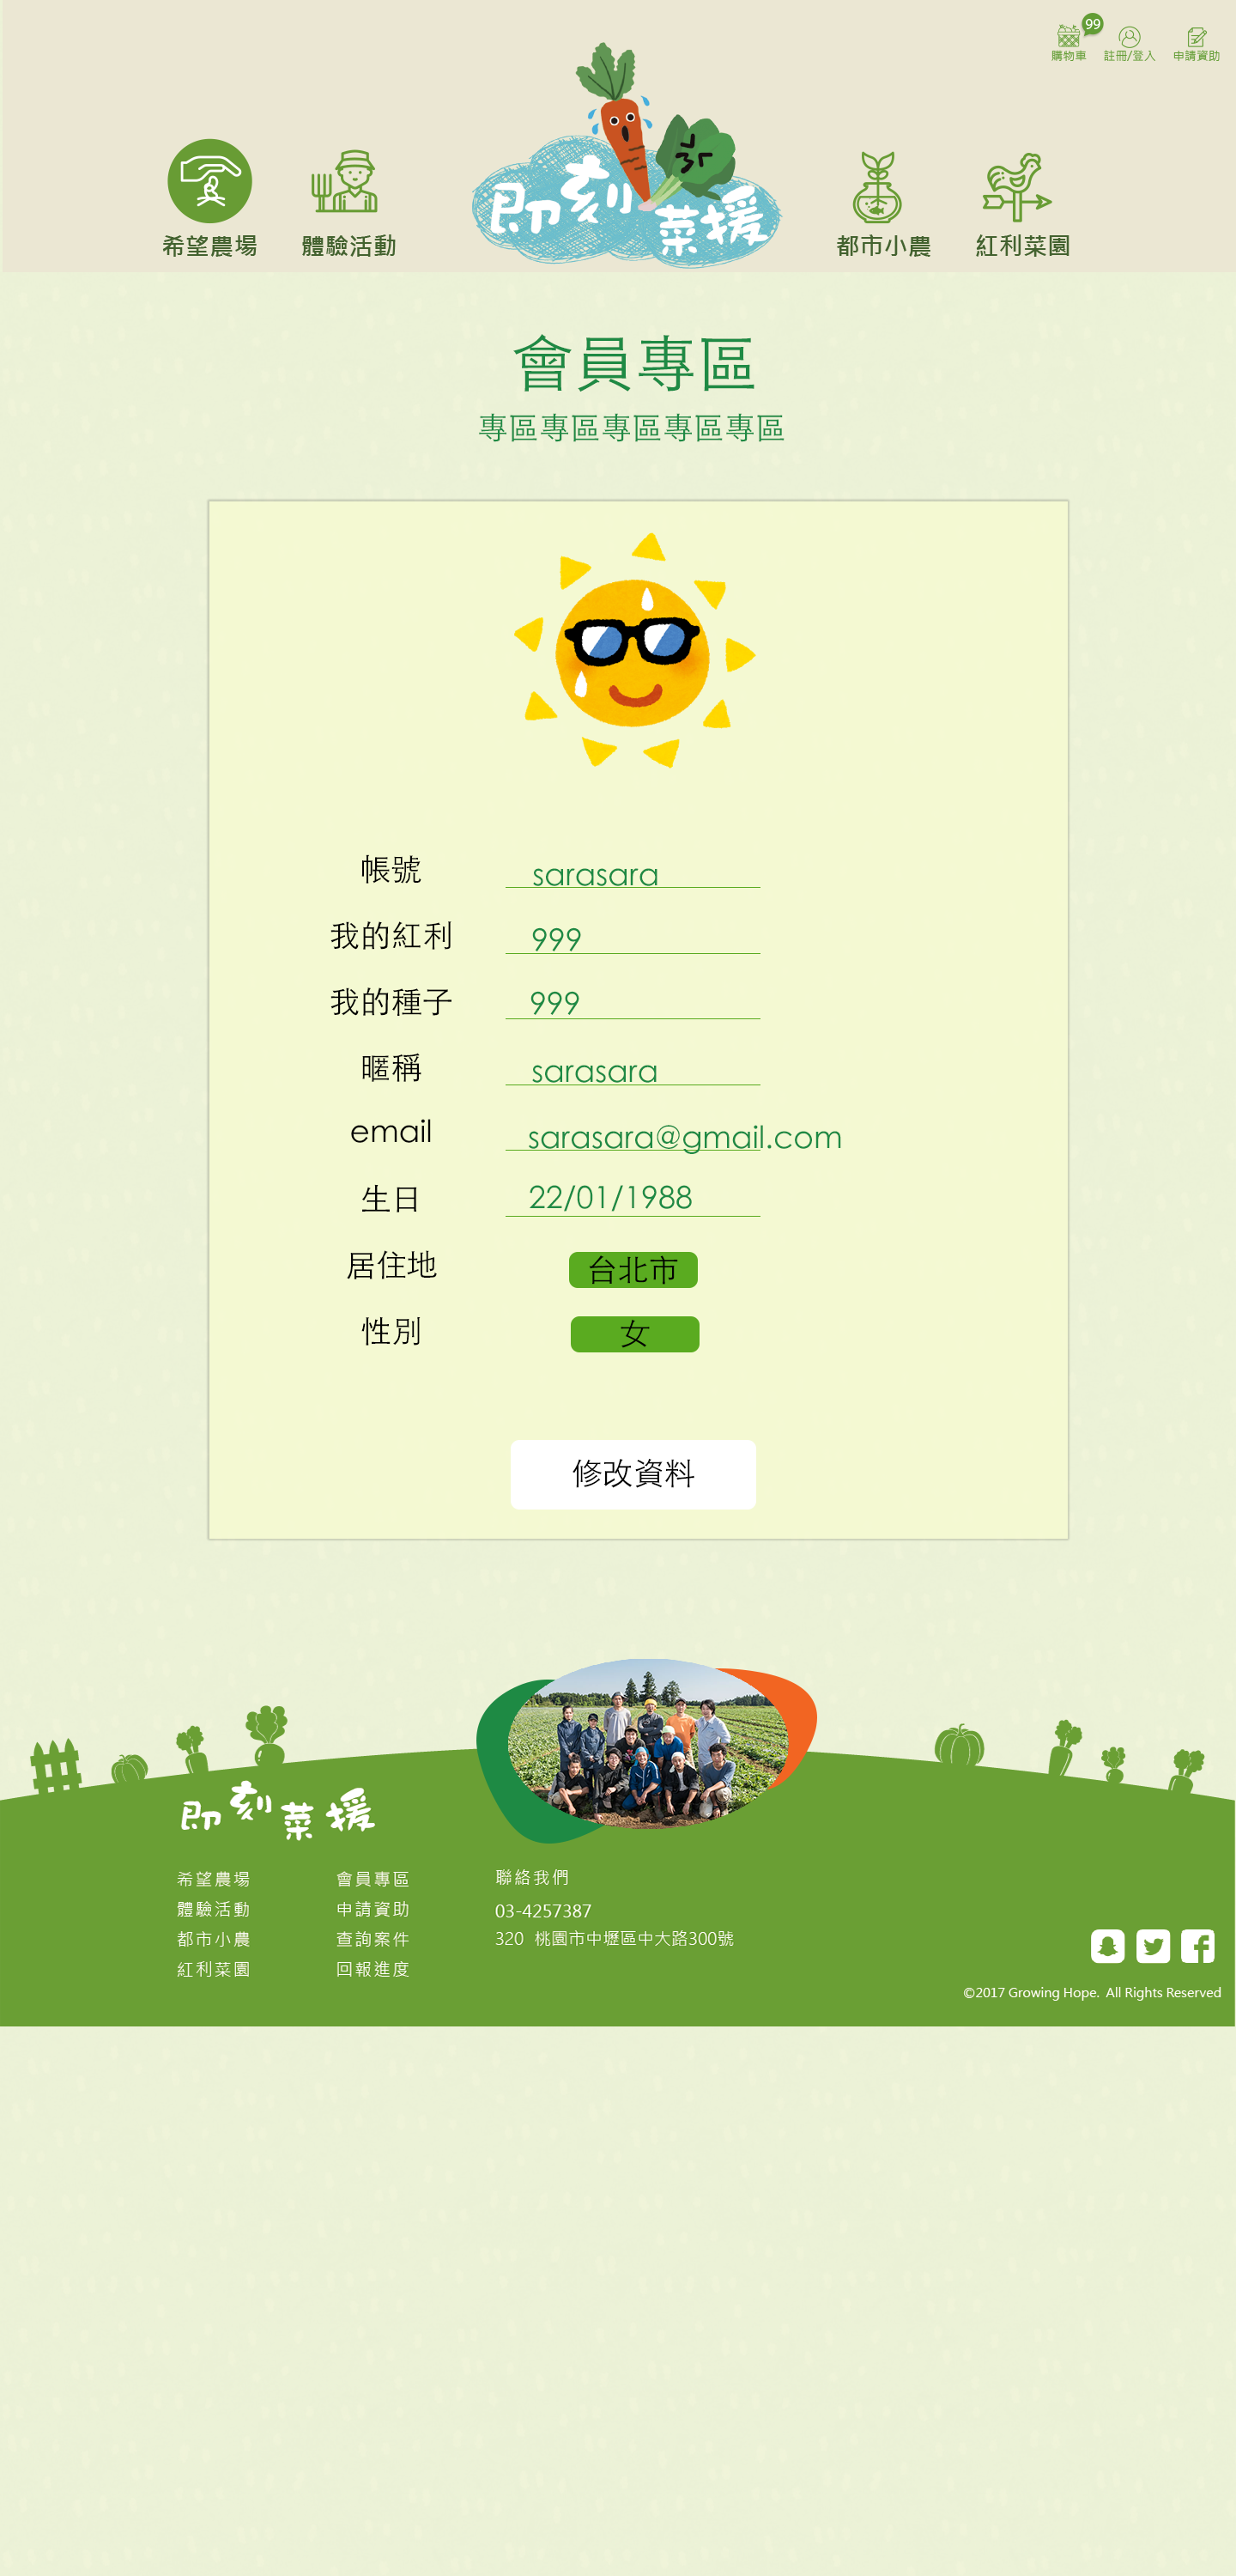 99
購物車 註冊/登入 申請資助
即刻菜援
希望農場 體驗活動 都市小農 紅利菜園
會員專區
專區專區專區專區專區
帳號 sarasara
我的紅利 999
我的種子 999
暱稱 sarasara
email sarasara@gmail.com
生日 22/01/1988
居住地 台北市
性別 女
修改資料
即刻菜援
希望農場 會員專區 聯絡我們
體驗活動 申請資助 03-4257387
都市小農 查詢案件 320 桃園市中壢區中大路300號
紅利菜園 回報進度
©2017 Growing Hope. All Rights Reserved